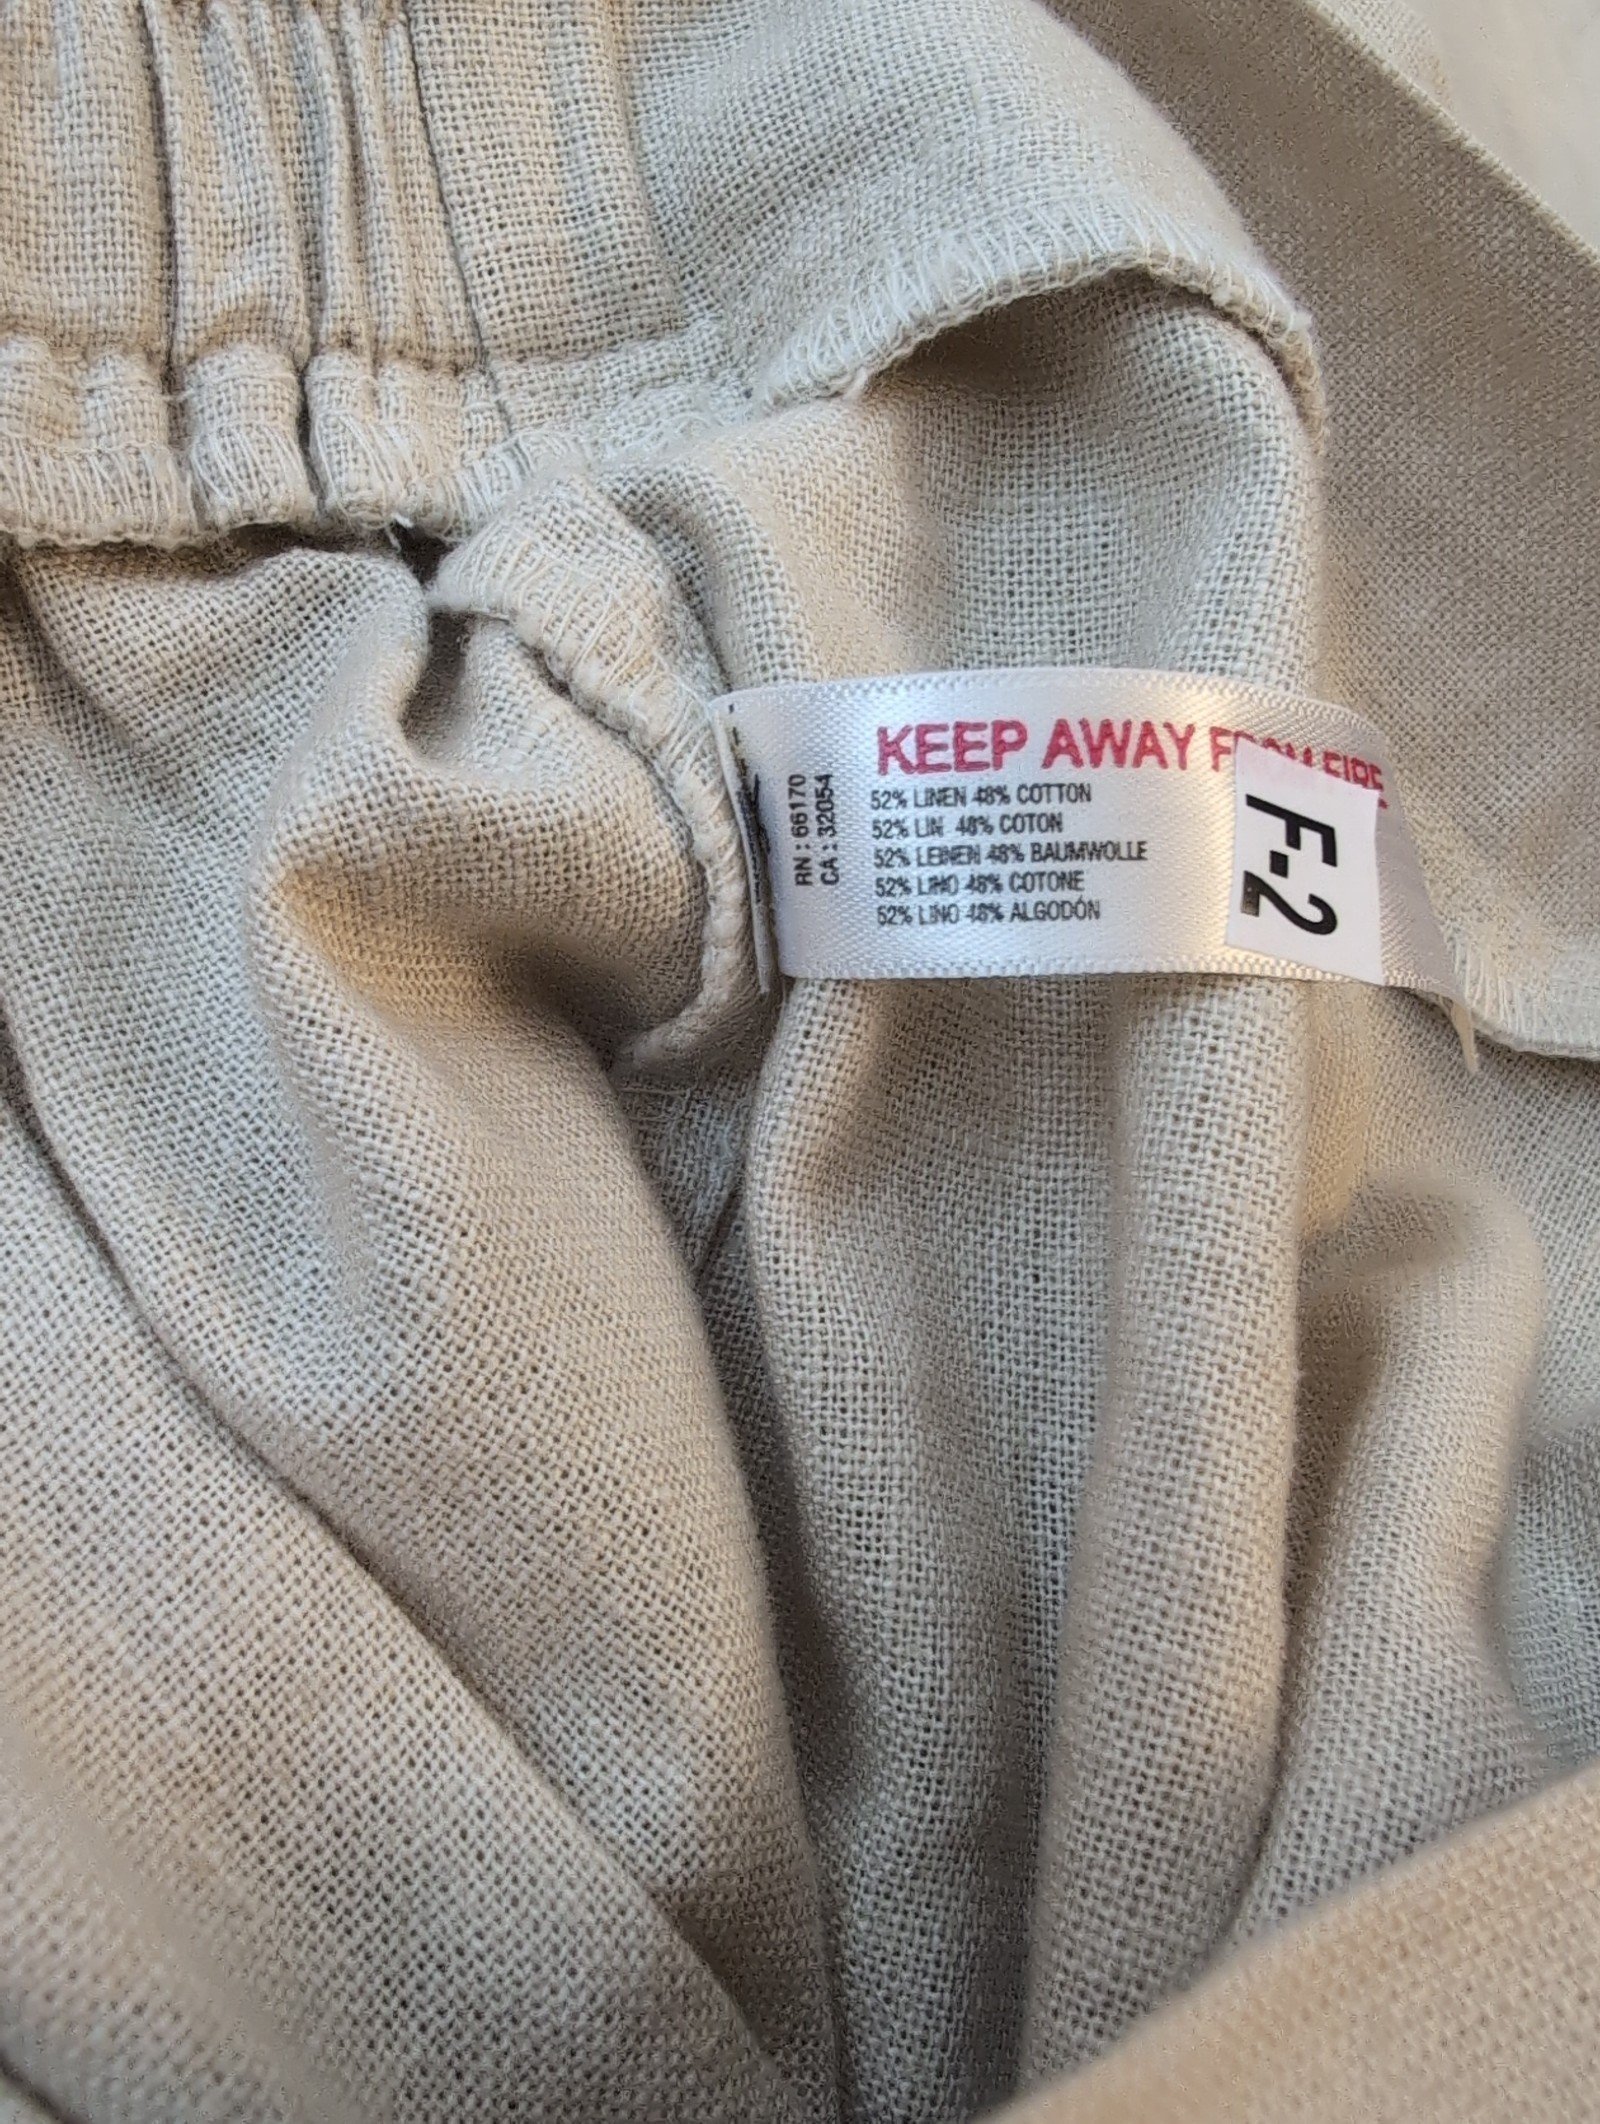 KEEP AWAY FROM FIRE
52% LINEN 48% COTTON
52% LIN 48% COTON
52% LEINEN 48% BAUMWOLLE
52% LINO 48% COTONE
52% LINO 48% ALGODÓN
RN : 66170
CA : 32054
F-2